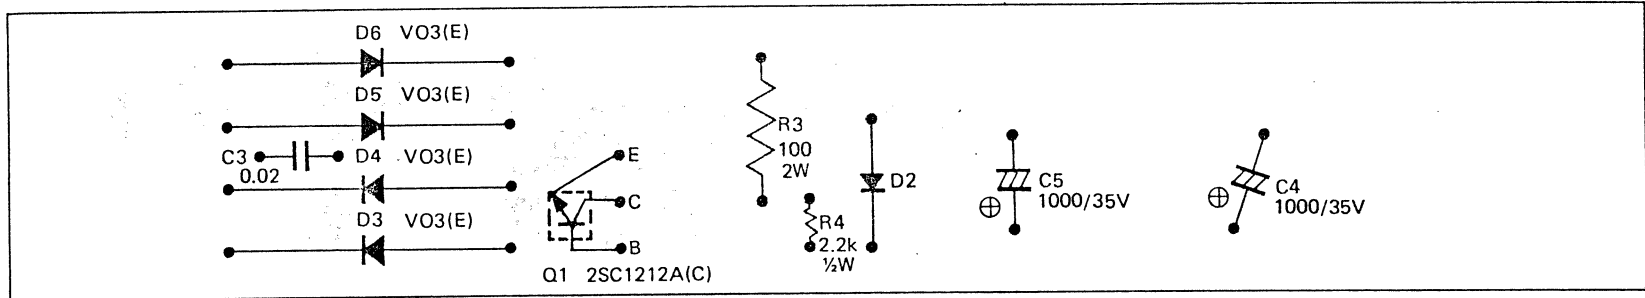 D6 VO3(E)
D5 VO3(E)
C3
0.02
D4 VO3(E)
D3 VO3(E)
E
C
B
Q1 2SC1212A(C)
R3
100
2W
R4
2.2k
½W
D2
C5
1000/35V
C4
1000/35V